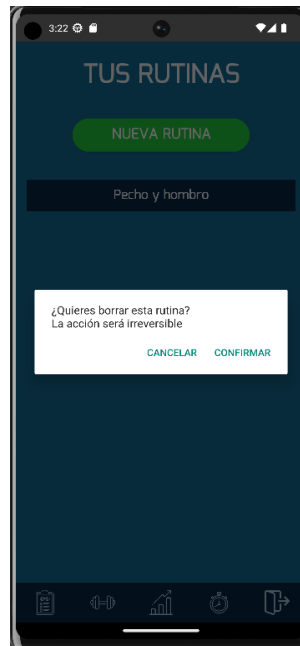 3:22
TUS RUTINAS
NUEVA RUTINA
Pecho y hombro
¿Quieres borrar esta rutina?
La acción será irreversible
CANCELAR CONFIRMAR